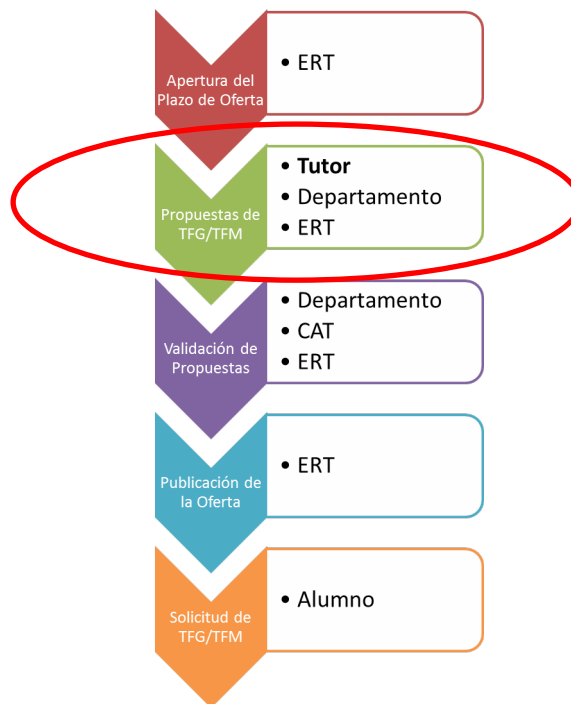 Apertura del
Plazo de Oferta
• ERT
Propuestas de
TFG/TFM
• Tutor
• Departamento
• ERT
Validación de
Propuestas
• Departamento
• CAT
• ERT
Publicación de
la Oferta
• ERT
Solicitud de
TFG/TFM
• Alumno